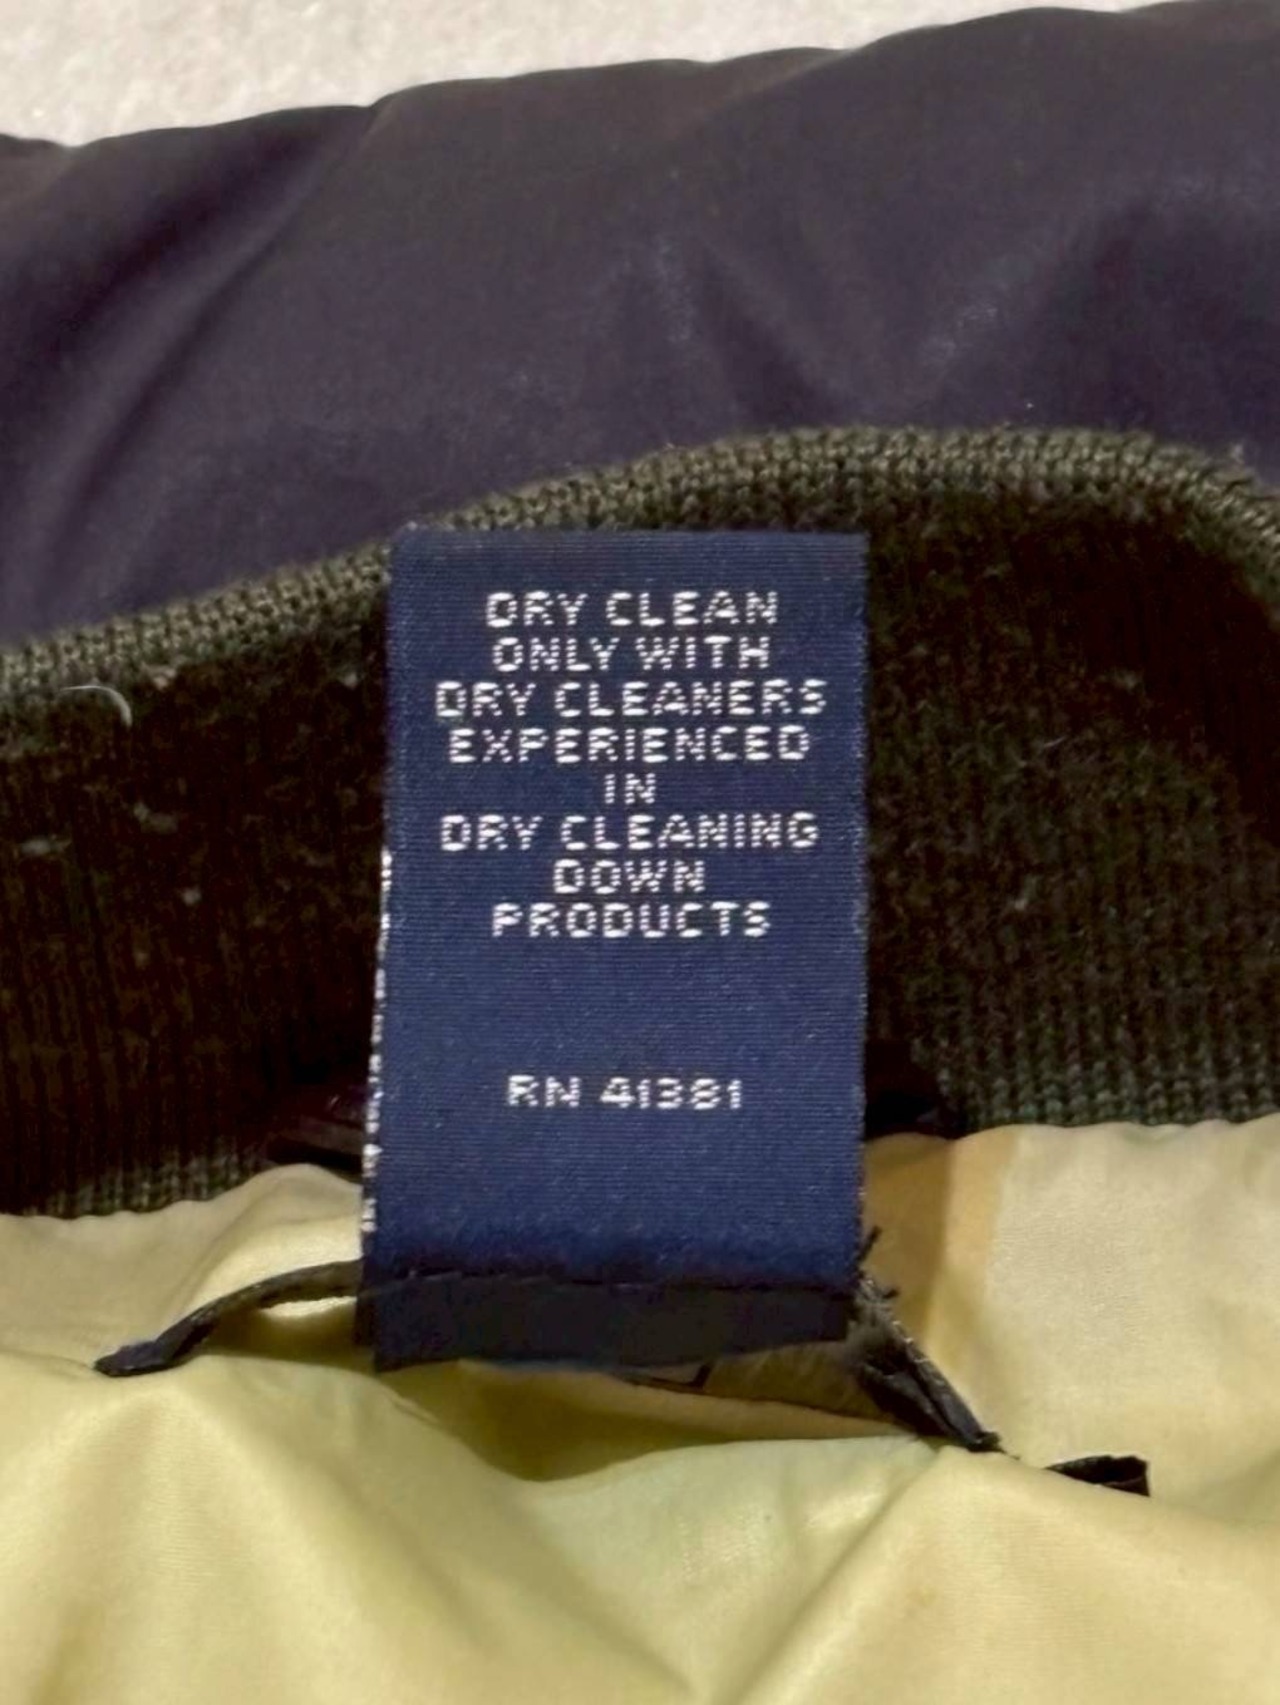 DRY CLEAN
ONLY WITH
DRY CLEANERS
EXPERIENCED
IN
DRY CLEANING
DOWN
PRODUCTS
RN 41381